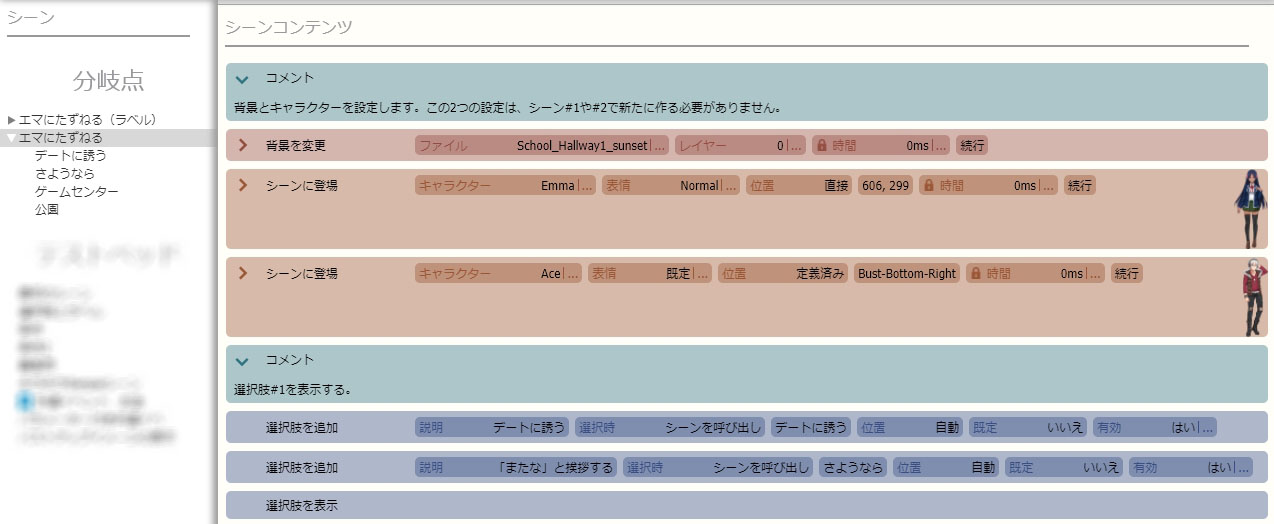 シーン
分岐点
▶エマにたずねる（ラベル）
▼エマにたずねる
デートに誘う
さようなら
ゲームセンター
公園
シーンコンテンツ
コメント
背景とキャラクターを設定します。この2つの設定は、シーン#1や#2で新たに作る必要がありません。
背景を変更 ファイル School_Hallway1_sunset|... レイヤー 0|... 時間 0ms|... 続行
シーンに登場 キャラクター Emma|... 表情 Normal|... 位置 直接 606, 299 時間 0ms|... 続行
シーンに登場 キャラクター Ace|... 表情 既定|... 位置 定義済み Bust-Bottom-Right 時間 0ms|... 続行
コメント
選択肢#1を表示する。
選択肢を追加 説明 デートに誘う 選択時 シーンを呼び出し デートに誘う 位置 自動 既定 いいえ 有効 はい|...
選択肢を追加 説明 「またな」と挨拶する 選択時 シーンを呼び出し さようなら 位置 自動 既定 いいえ 有効 はい|...
選択肢を表示